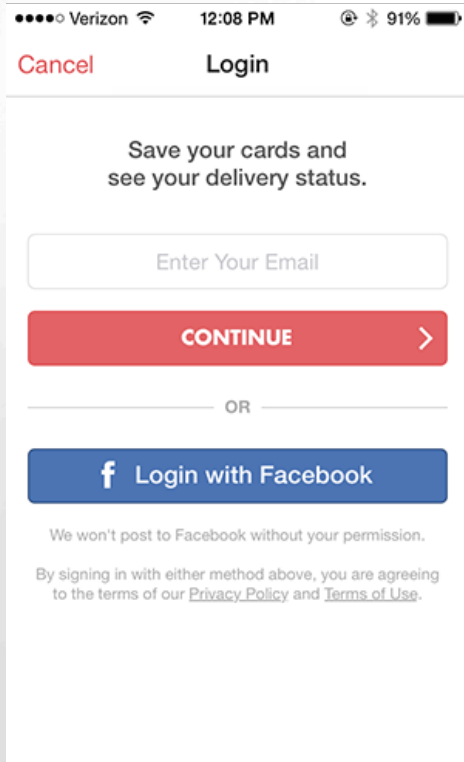 Verizon 12:08 PM 91%
Cancel Login
Save your cards and
see your delivery status.
Enter Your Email
CONTINUE
OR
f Login with Facebook
We won't post to Facebook without your permission.
By signing in with either method above, you are agreeing
to the terms of our Privacy Policy and Terms of Use.